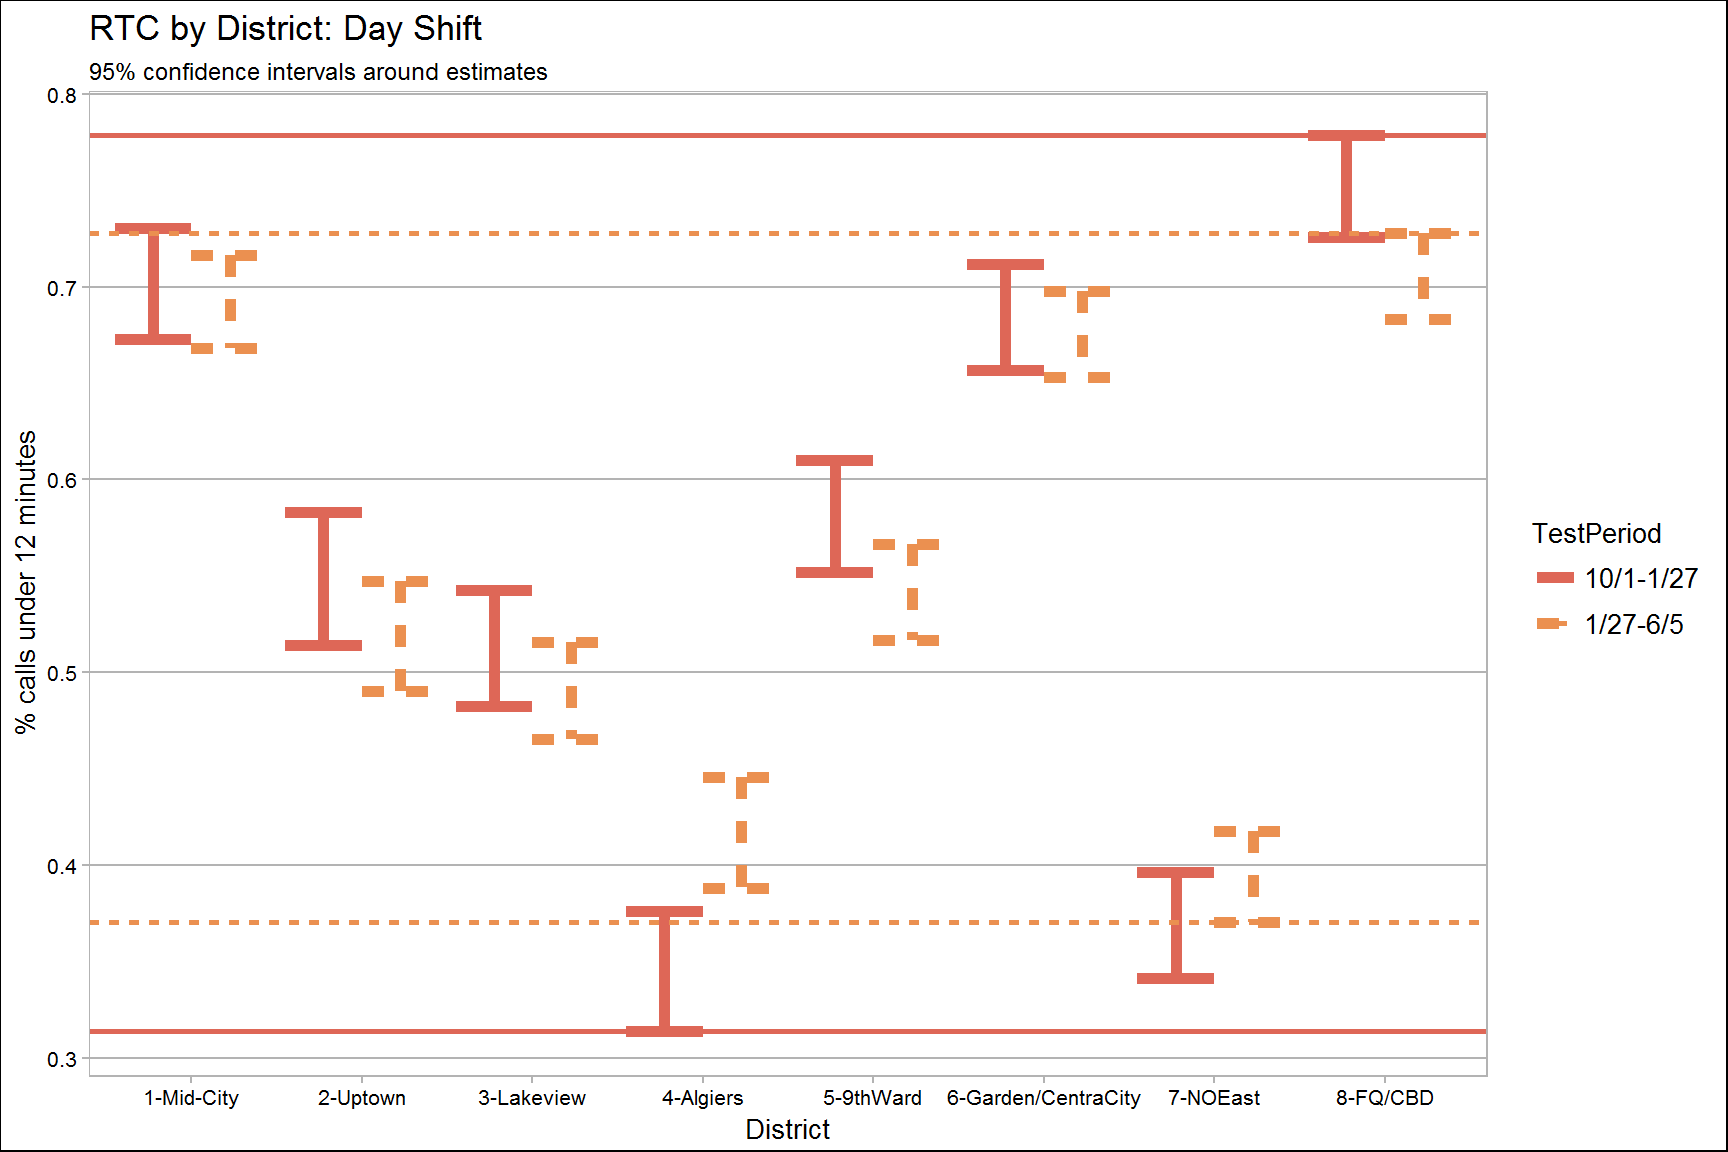 RTC by District: Day Shift
95% confidence intervals around estimates
0.8
0.7
0.6
0.5
0.4
0.3
% calls under 12 minutes
1-Mid-City
2-Uptown
3-Lakeview
4-Algiers
5-9thWard
6-Garden/CentraCity
7-NOEast
8-FQ/CBD
District
TestPeriod
10/1-1/27
1/27-6/5